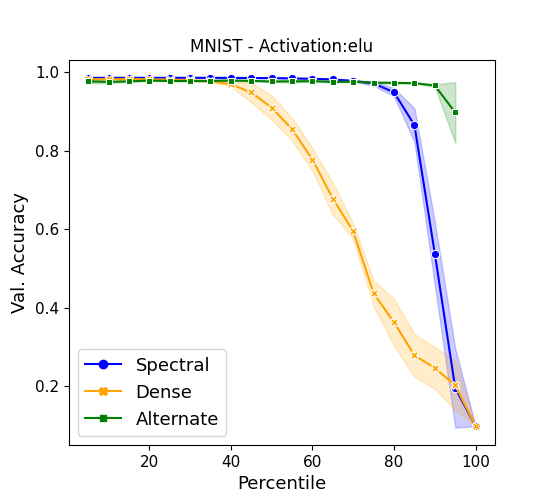 MNIST - Activation:elu
1.0
0.8
0.6
0.4
0.2
Val. Accuracy
Spectral
Dense
Alternate
20 40 60 80 100
Percentile